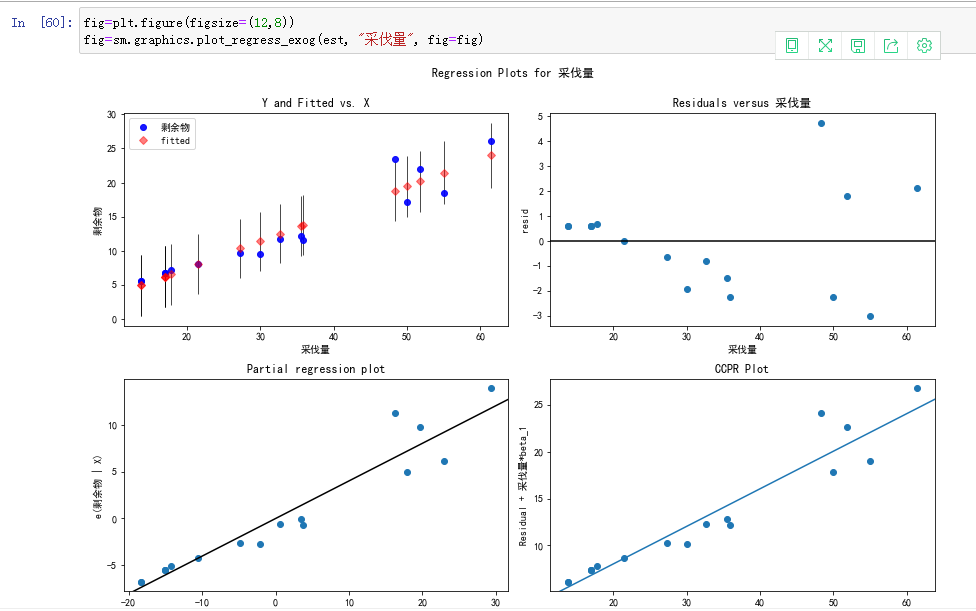 In [60]: fig=plt.figure(figsize=(12,8))
fig=sm.graphics.plot_regress_exog(est, "采伐量", fig=fig)
Regression Plots for 采伐量
Y and Fitted vs. X
剩余物
fitted
30
25
20
15
10
5
0
剩余物
20 30 40 50 60
采伐量
Residuals versus 采伐量
5
4
3
2
1
0
-1
-2
-3
resid
20 30 40 50 60
采伐量
Partial regression plot
10
5
0
-5
e(剩余物 | X)
-20 -10 0 10 20 30
CCPR Plot
25
20
15
10
Residual + 采伐量*beta_1
20 30 40 50 60